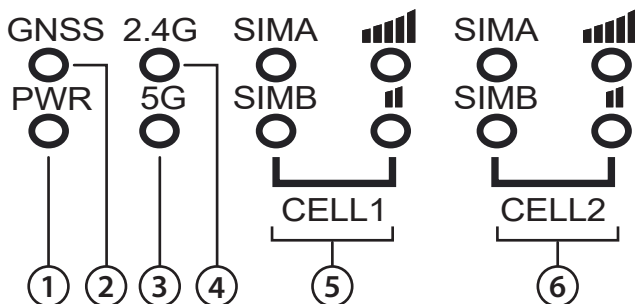 GNSS 2.4G SIMA SIMA
PWR 5G SIMB SIMB
CELL1 CELL2
1 2 3 4 5 6